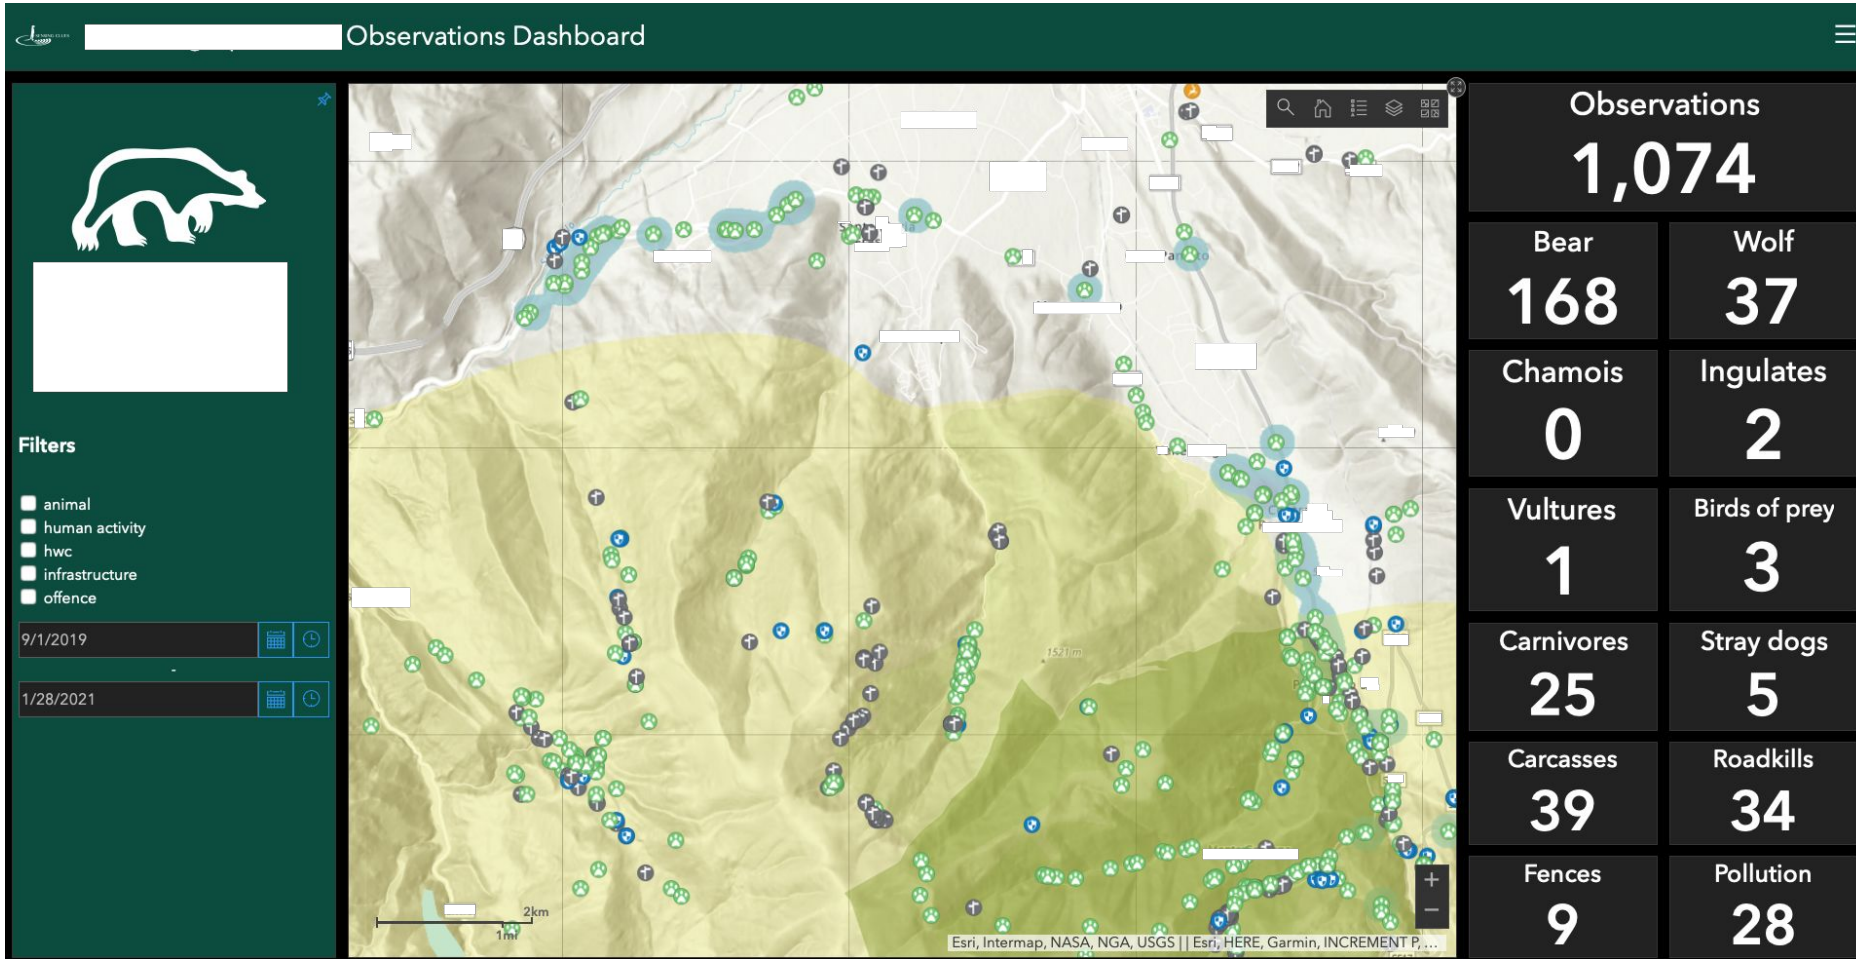 Observations Dashboard
Filters
animal
human activity
hwc
infrastructure
offence
9/1/2019
-
1/28/2021
1521 m
2km
1mi
+
−
Esri, Intermap, NASA, NGA, USGS | | Esri, HERE, Garmin, INCREMENT P, ...
Observations
1,074
Bear
168
Wolf
37
Chamois
0
Ingulates
2
Vultures
1
Birds of prey
3
Carnivores
25
Stray dogs
5
Carcasses
39
Roadkills
34
Fences
9
Pollution
28